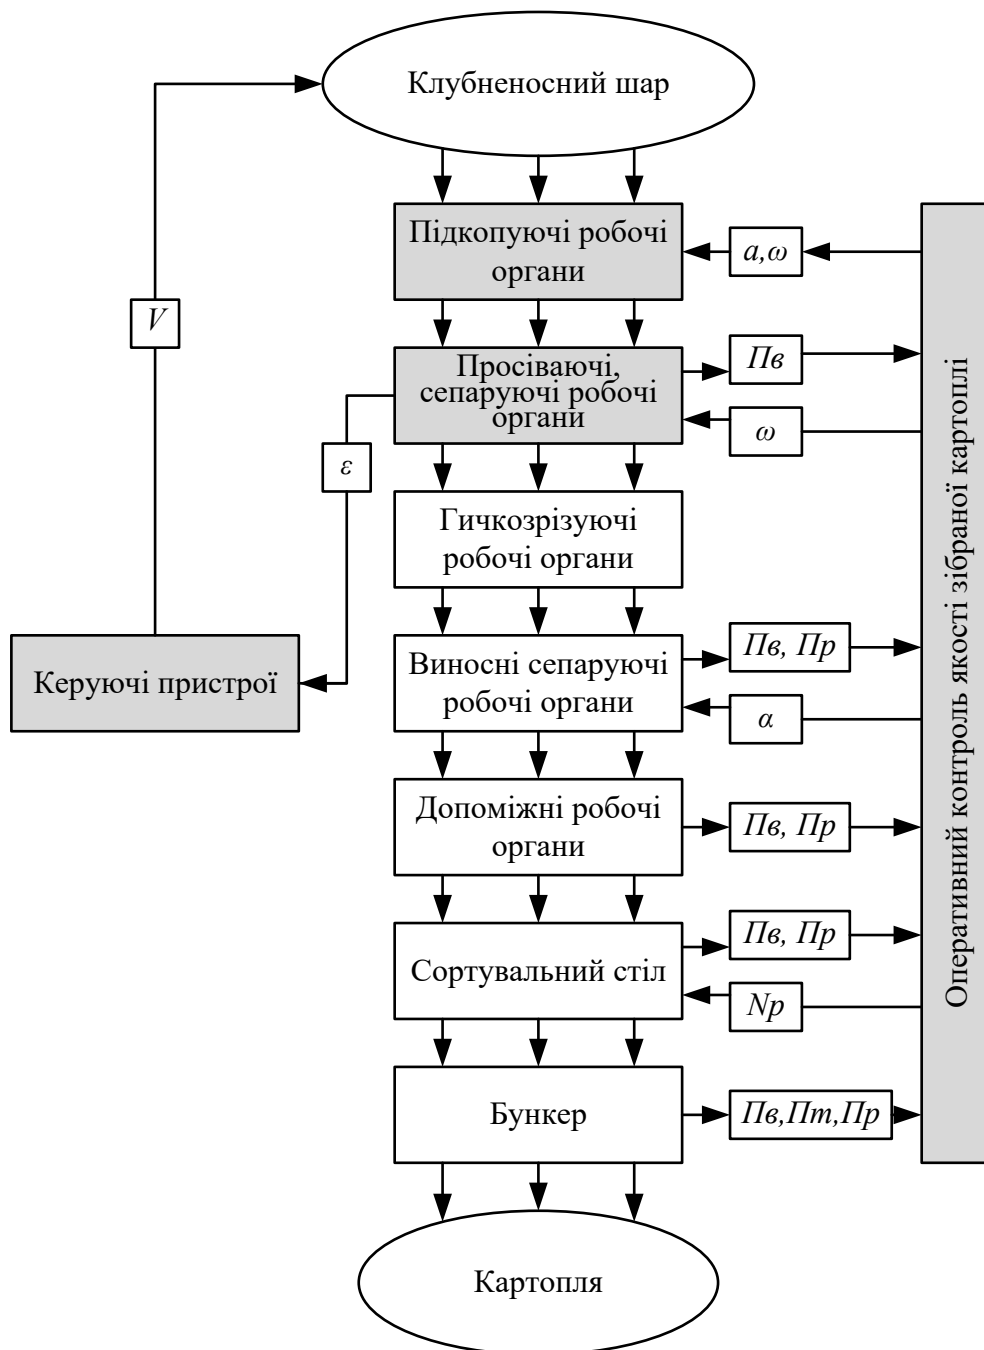 Клубненосний шар
Підкопуючі робочі
органи
a,ω
V
Просіваючі,
сепаруючі робочі
органи
Пв
ω
ε
Гичкозрізуючі
робочі органи
Керуючі пристрої
Виносні сепаруючі
робочі органи
Пв, Пр
α
Допоміжні робочі
органи
Пв, Пр
Сортувальний стіл
Пв, Пр
Np
Бункер
Пв,Пт,Пр
Картопля
Оперативний контроль якості зібраної картоплі